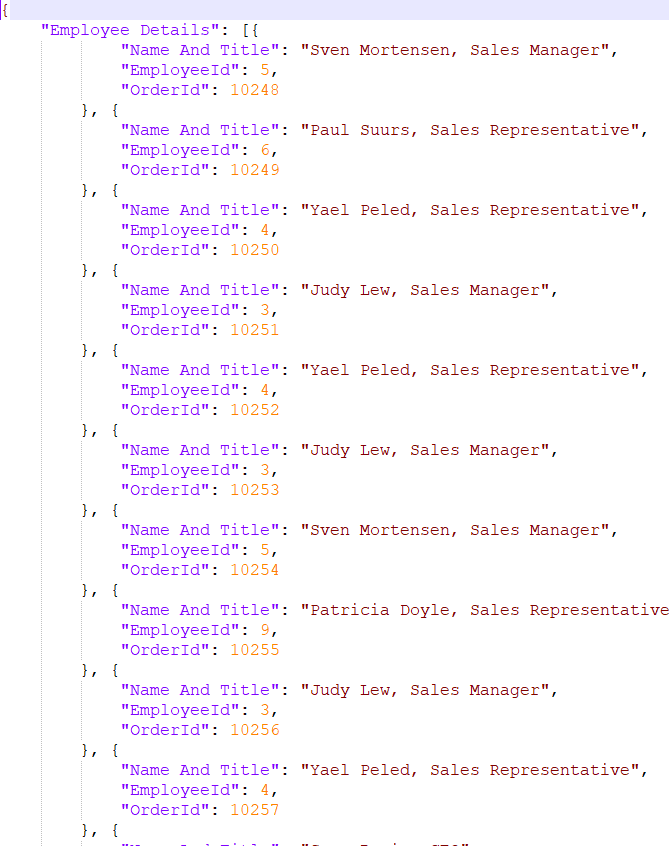 {
"Employee Details": [{
"Name And Title": "Sven Mortensen, Sales Manager",
"EmployeeId": 5,
"OrderId": 10248
}, {
"Name And Title": "Paul Suurs, Sales Representative",
"EmployeeId": 6,
"OrderId": 10249
}, {
"Name And Title": "Yael Peled, Sales Representative",
"EmployeeId": 4,
"OrderId": 10250
}, {
"Name And Title": "Judy Lew, Sales Manager",
"EmployeeId": 3,
"OrderId": 10251
}, {
"Name And Title": "Yael Peled, Sales Representative",
"EmployeeId": 4,
"OrderId": 10252
}, {
"Name And Title": "Judy Lew, Sales Manager",
"EmployeeId": 3,
"OrderId": 10253
}, {
"Name And Title": "Sven Mortensen, Sales Manager",
"EmployeeId": 5,
"OrderId": 10254
}, {
"Name And Title": "Patricia Doyle, Sales Representative
"EmployeeId": 9,
"OrderId": 10255
}, {
"Name And Title": "Judy Lew, Sales Manager",
"EmployeeId": 3,
"OrderId": 10256
}, {
"Name And Title": "Yael Peled, Sales Representative",
"EmployeeId": 4,
"OrderId": 10257
}, {